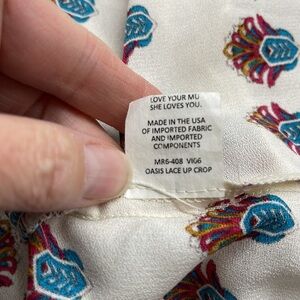 LOVE YOUR MU
SHE LOVES YOU.
MADE IN THE USA
OF IMPORTED FABRIC
AND IMPORTED
COMPONENTS
MR6-408 VI06
OASIS LACE UP CROP